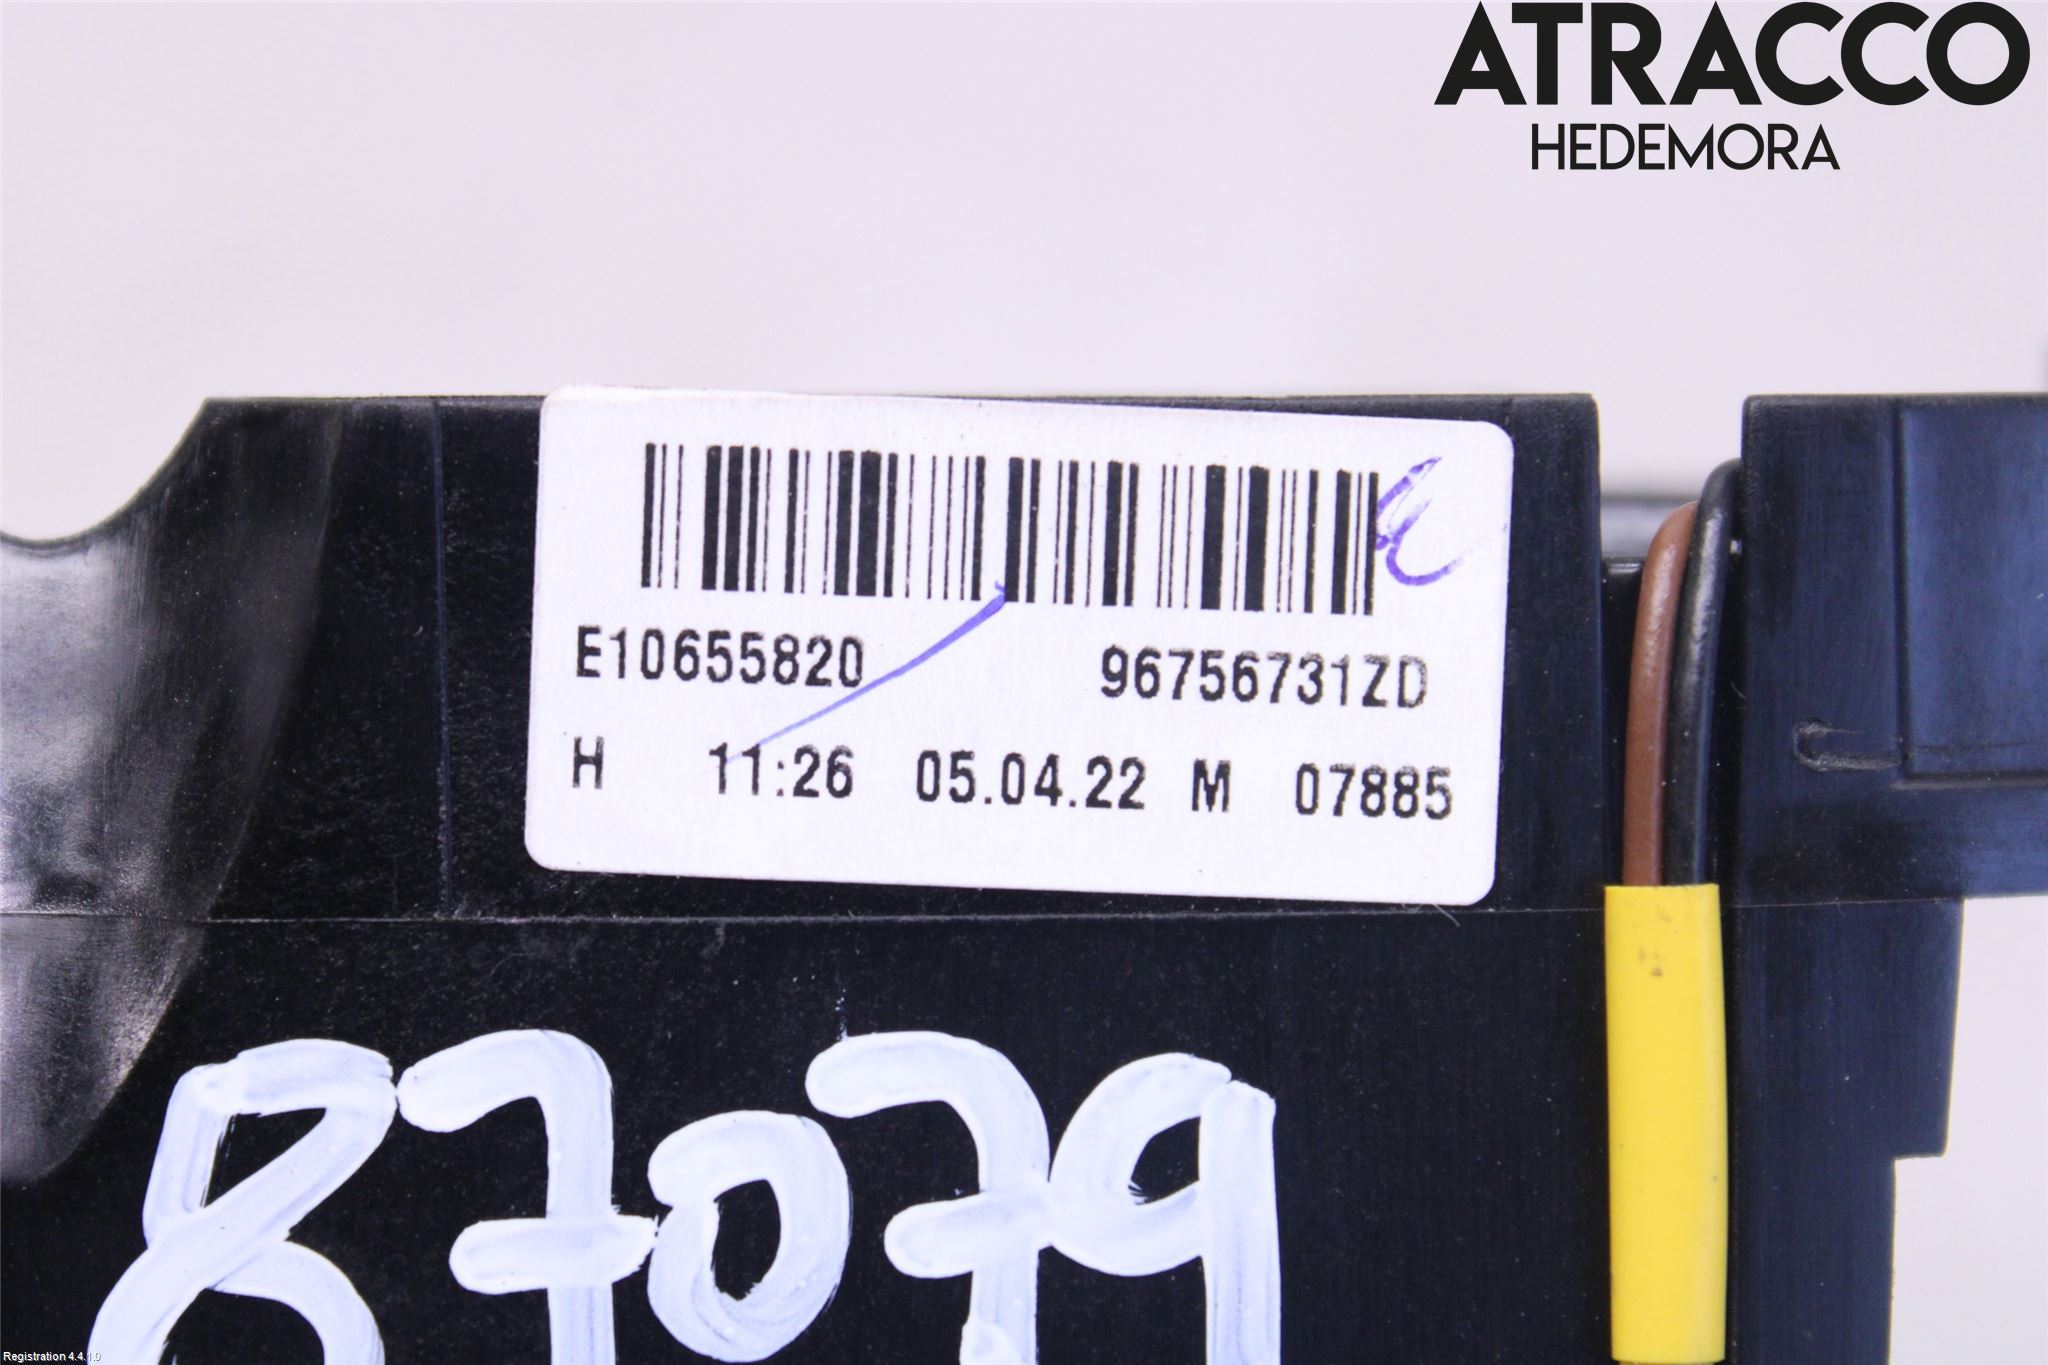 ATRACCO
HEDEMORA
E10655820 96756731ZD
H 11:26 05.04.22 M 07885
87079
Registration 4.4.1.0